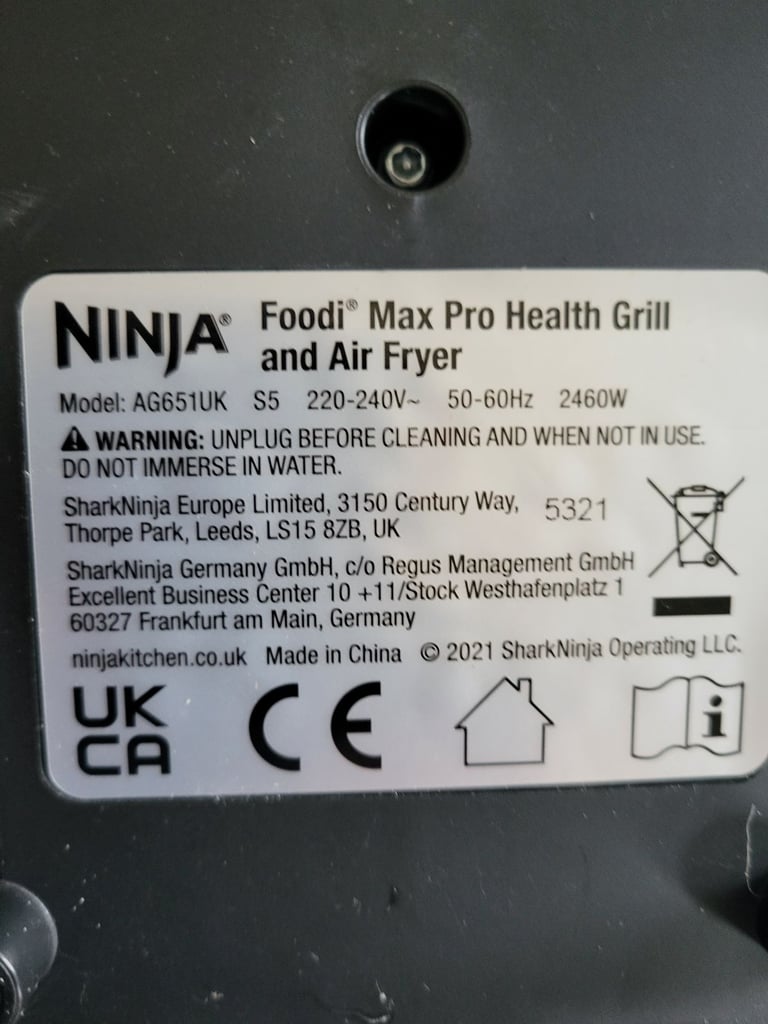 NINJA® Foodi® Max Pro Health Grill
and Air Fryer
Model: AG651UK S5 220-240V~ 50-60Hz 2460W
WARNING: UNPLUG BEFORE CLEANING AND WHEN NOT IN USE.
DO NOT IMMERSE IN WATER.
SharkNinja Europe Limited, 3150 Century Way,
Thorpe Park, Leeds, LS15 8ZB, UK
5321
SharkNinja Germany GmbH, c/o Regus Management GmbH
Excellent Business Center 10 +11/Stock Westhafenplatz 1
60327 Frankfurt am Main, Germany
ninjakitchen.co.uk Made in China © 2021 SharkNinja Operating LLC.
UK
CA
CE
i